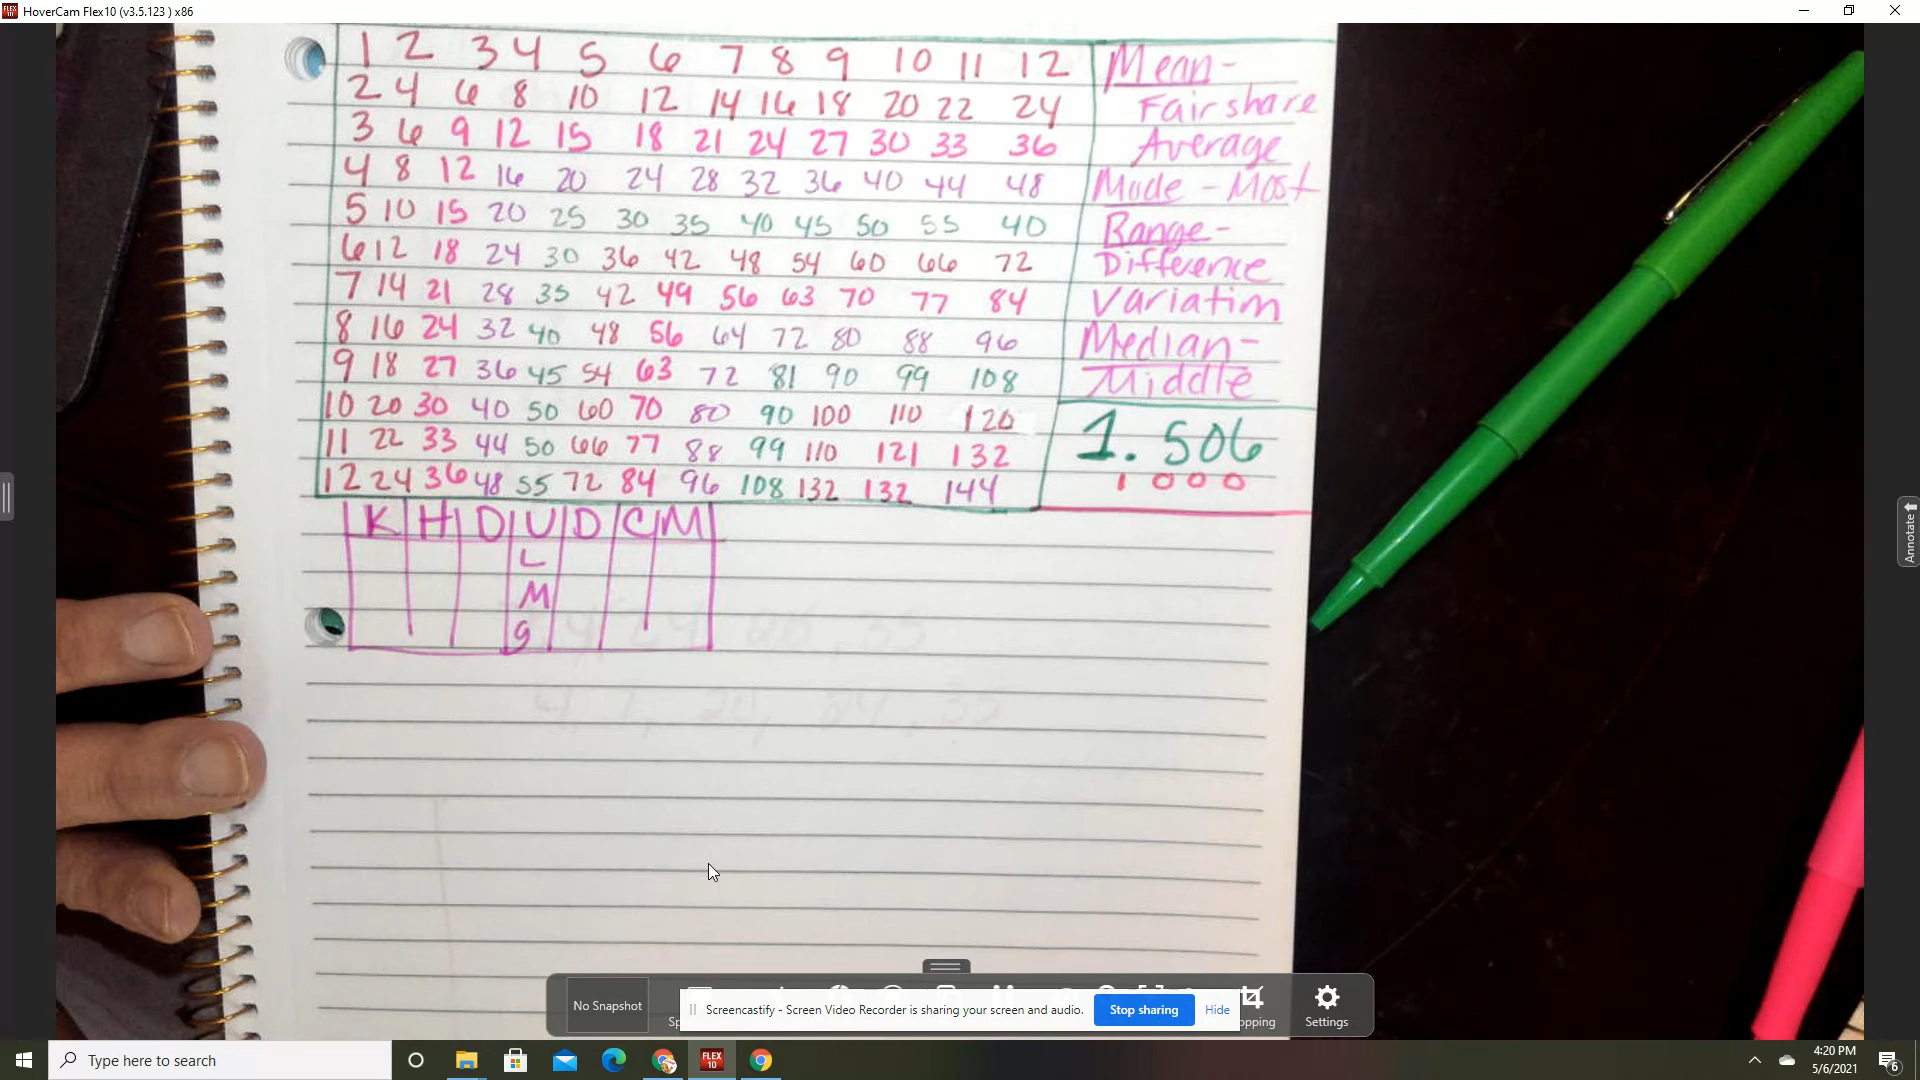 HoverCam Flex10 (v3.5.123 ) x86
1 2 3 4 5 6 7 8 9 10 11 12
Mean-
2 4 6 8 10 12 14 16 18 20 22 24
Fair share
3 6 9 12 15 18 21 24 27 30 33 36
Average
4 8 12 16 20 24 28 32 36 40 44 48
Mode - Most
5 10 15 20 25 30 35 40 45 50 55 40
Range-
6 12 18 24 30 36 42 48 54 60 66 72
Difference
7 14 21 28 35 42 49 56 63 70 77 84
Variatim
8 16 24 32 40 48 56 64 72 80 88 96
Median-
9 18 27 36 45 54 63 72 81 90 99 108
Middle
10 20 30 40 50 60 70 80 90 100 110 120
11 22 33 44 50 66 77 88 99 110 121 132
1. 506
12 24 36 48 55 72 84 96 108 132 132 144
1 0 0 0
K H D U D C M
L
M
g
Annotate
No Snapshot
Screencastify - Screen Video Recorder is sharing your screen and audio.
Stop sharing
Hide
Settings
Type here to search
FLEX
10
4:20 PM
5/6/2021
6